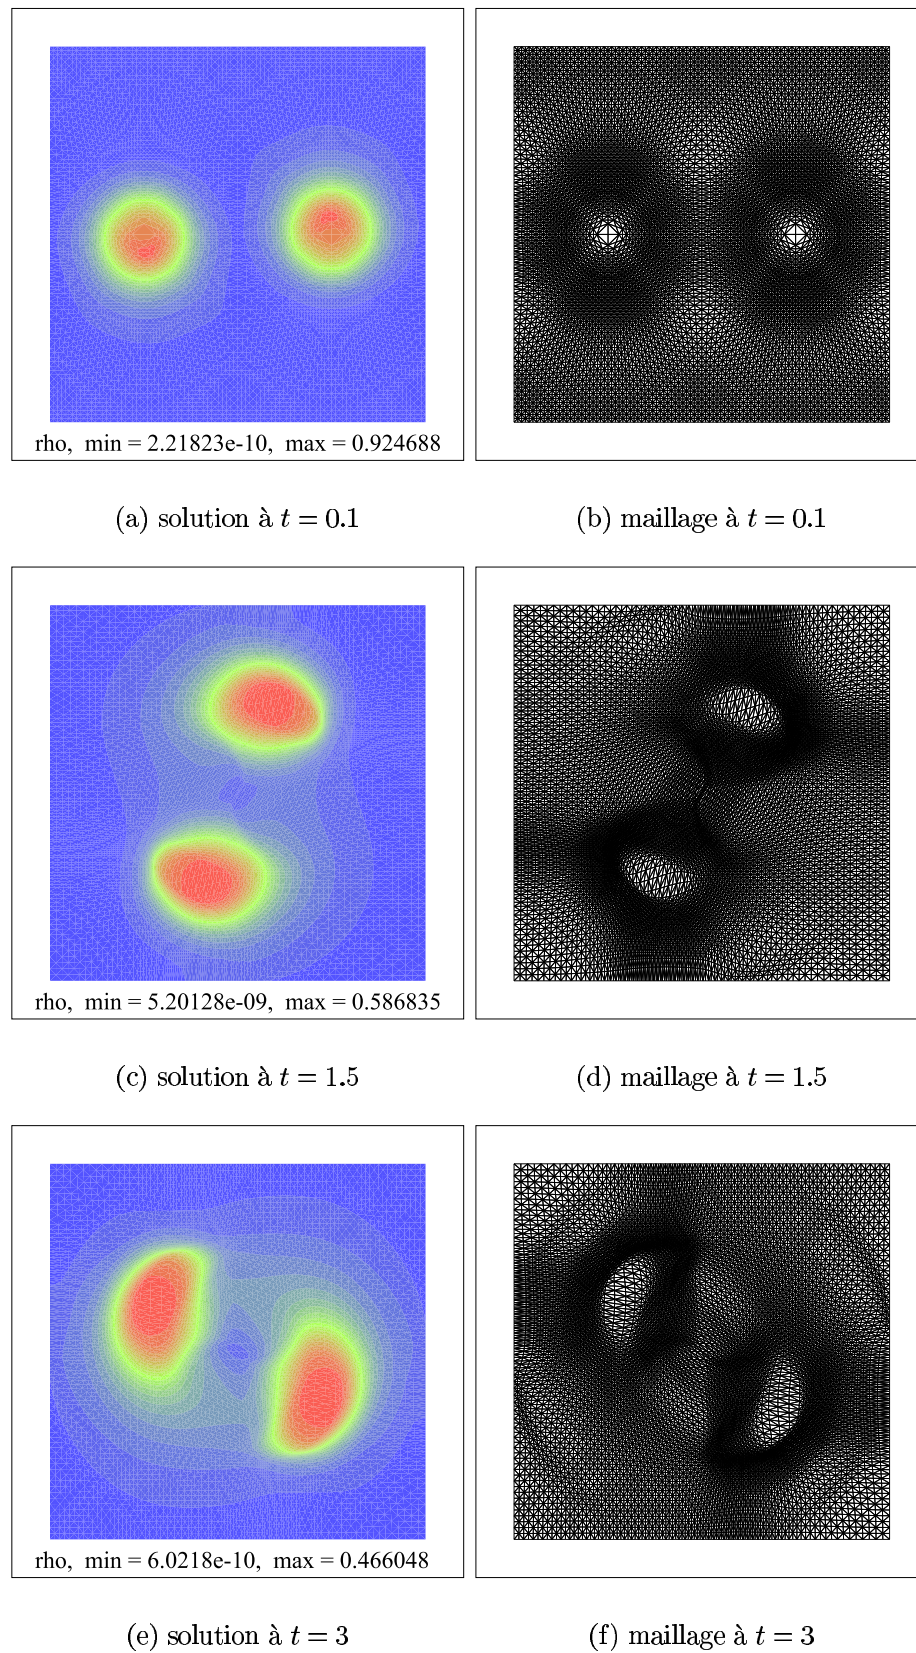 rho, min = 2.21823e-10, max = 0.924688
(a) solution à t = 0.1
(b) maillage à t = 0.1
rho, min = 5.20128e-09, max = 0.586835
(c) solution à t = 1.5
(d) maillage à t = 1.5
rho, min = 6.0218e-10, max = 0.466048
(e) solution à t = 3
(f) maillage à t = 3